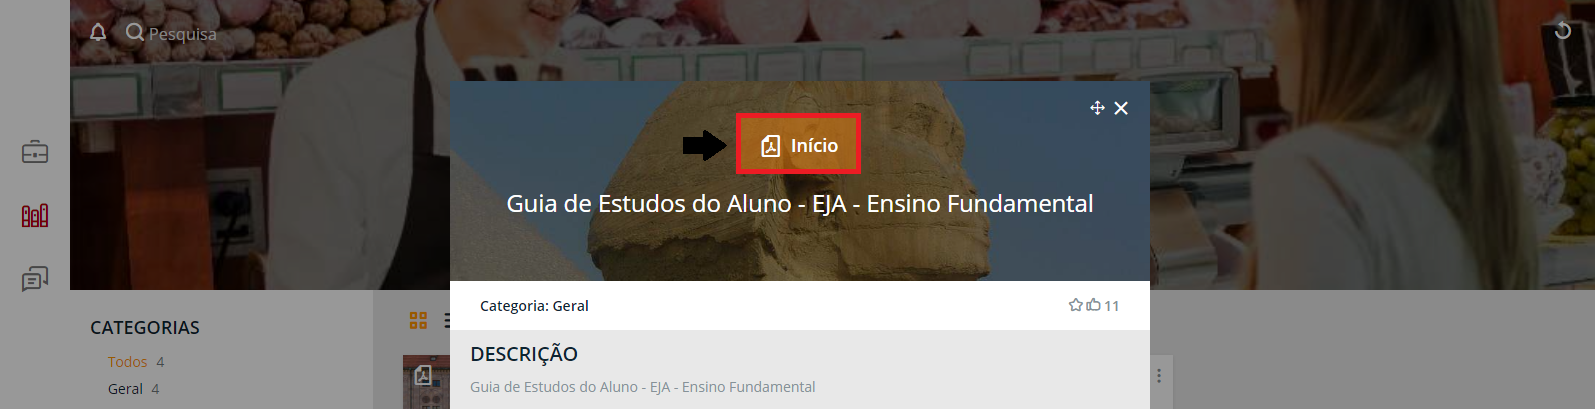 Pesquisa
Início
Guia de Estudos do Aluno - EJA - Ensino Fundamental
Categoria: Geral
11
CATEGORIAS
Todos 4
Geral 4
DESCRIÇÃO
Guia de Estudos do Aluno - EJA - Ensino Fundamental